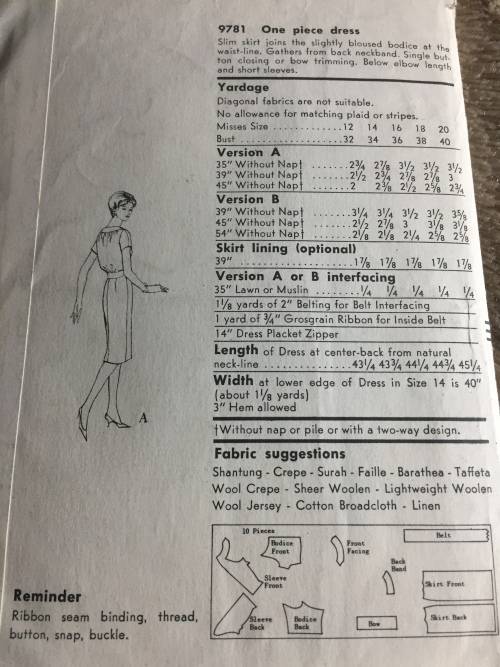 9781 One piece dress
Slim skirt joins the slightly bloused bodice at the
waist-line. Gathers from back neckband. Single but-
ton closing or bow trimming. Below elbow length
and short sleeves.
Yardage
Diagonal fabrics are not suitable.
No allowance for matching plaid or stripes.
Misses Size ............. 12 14 16 18 20
Bust ..................... 32 34 36 38 40
Version A
35" Without Nap† ....... 2¾ 2⅞ 3½ 3½ 3½
39" Without Nap† ....... 2½ 2¾ 2⅞ 2⅞ 3
45" Without Nap† ....... 2 2⅜ 2½ 2⅝ 2¾
Version B
39" Without Nap† ....... 3¼ 3¼ 3½ 3½ 3⅝
45" Without Nap† ....... 2½ 2⅞ 3 3⅛ 3⅛
54" Without Nap† ....... 2⅛ 2⅛ 2¼ 2⅝ 2⅝
Skirt lining (optional)
39" .................... 1⅞ 1⅞ 1⅞ 1⅞ 1⅞
Version A or B interfacing
35" Lawn or Muslin ..... ¼ ¼ ¼ ¼ ¼
1⅛ yards of 2" Belting for Belt Interfacing
1 yard of ¾" Grosgrain Ribbon for Inside Belt
14" Dress Placket Zipper
Length of Dress at center-back from natural
neck-line ............... 43¼ 43¾ 44¼ 44¾ 45¼
Width at lower edge of Dress in Size 14 is 40"
(about 1⅛ yards)
3" Hem allowed
†Without nap or pile or with a two-way design.
A
Fabric suggestions
Shantung - Crepe - Surah - Faille - Barathea - Taffeta
Wool Crepe - Sheer Woolen - Lightweight Woolen
Wool Jersey - Cotton Broadcloth - Linen
Reminder
Ribbon seam binding, thread,
button, snap, buckle.
10 Pieces
Bodice
Front
Front
Facing
Belt
Sleeve
Front
Back
Band
Skirt Front
Sleeve
Back
Bodice
Back
Bow
Skirt Back